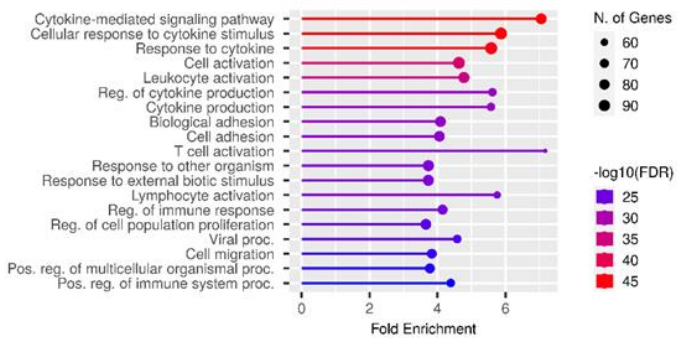 Cytokine-mediated signaling pathway
Cellular response to cytokine stimulus
Response to cytokine
Cell activation
Leukocyte activation
Reg. of cytokine production
Cytokine production
Biological adhesion
Cell adhesion
T cell activation
Response to other organism
Response to external biotic stimulus
Lymphocyte activation
Reg. of immune response
Reg. of cell population proliferation
Viral proc.
Cell migration
Pos. reg. of multicellular organismal proc.
Pos. reg. of immune system proc.
0 2 4 6
Fold Enrichment
N. of Genes
60
70
80
90
-log10(FDR)
25
30
35
40
45